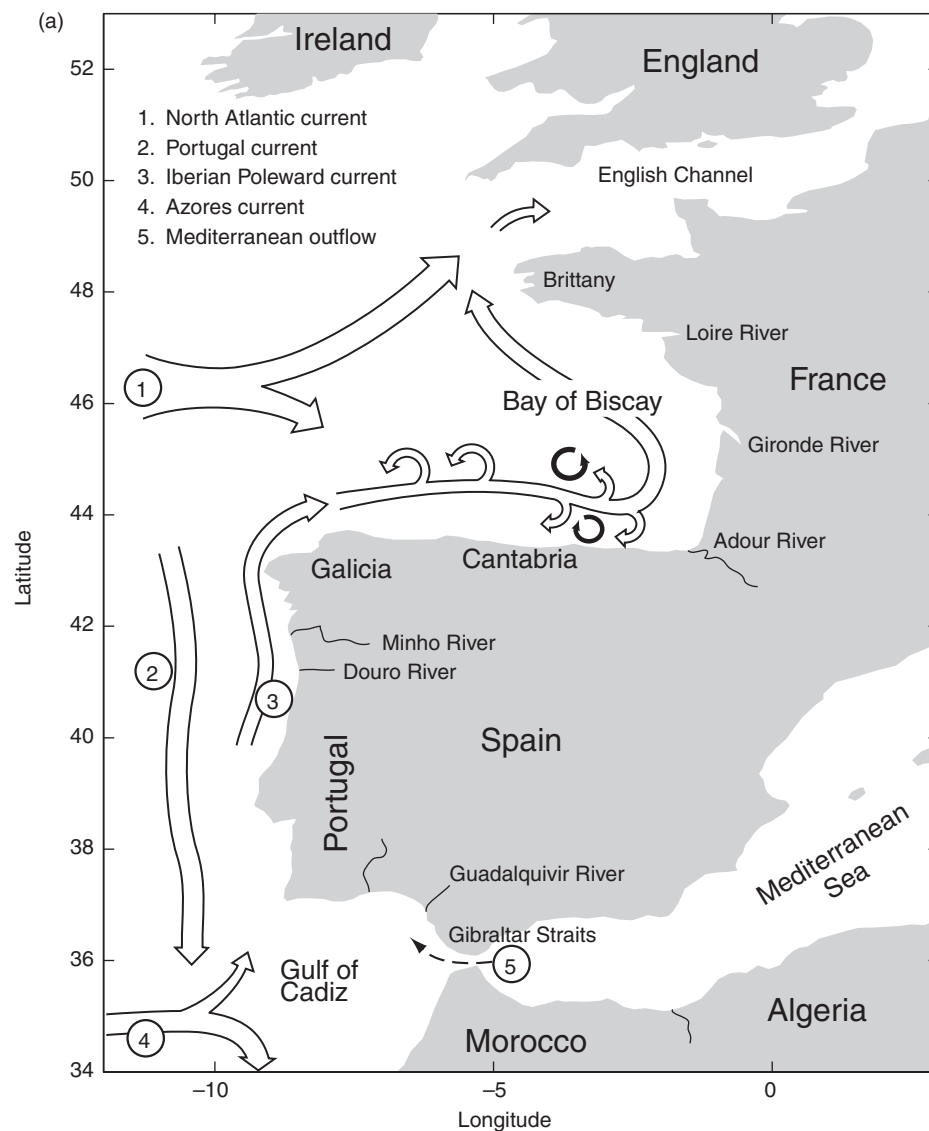 (a)
Ireland
England
52
1. North Atlantic current
2. Portugal current
3. Iberian Poleward current
4. Azores current
5. Mediterranean outflow
50
English Channel
Brittany
48
Loire River
France
1
46
Bay of Biscay
Gironde River
44
Adour River
Galicia
Cantabria
Latitude
42
Minho River
2
Douro River
3
40
Spain
Portugal
38
Mediterranean
Sea
Guadalquivir River
Gibraltar Straits
36
5
Gulf of
Cadiz
Algeria
4
Morocco
34
–10
–5
0
Longitude